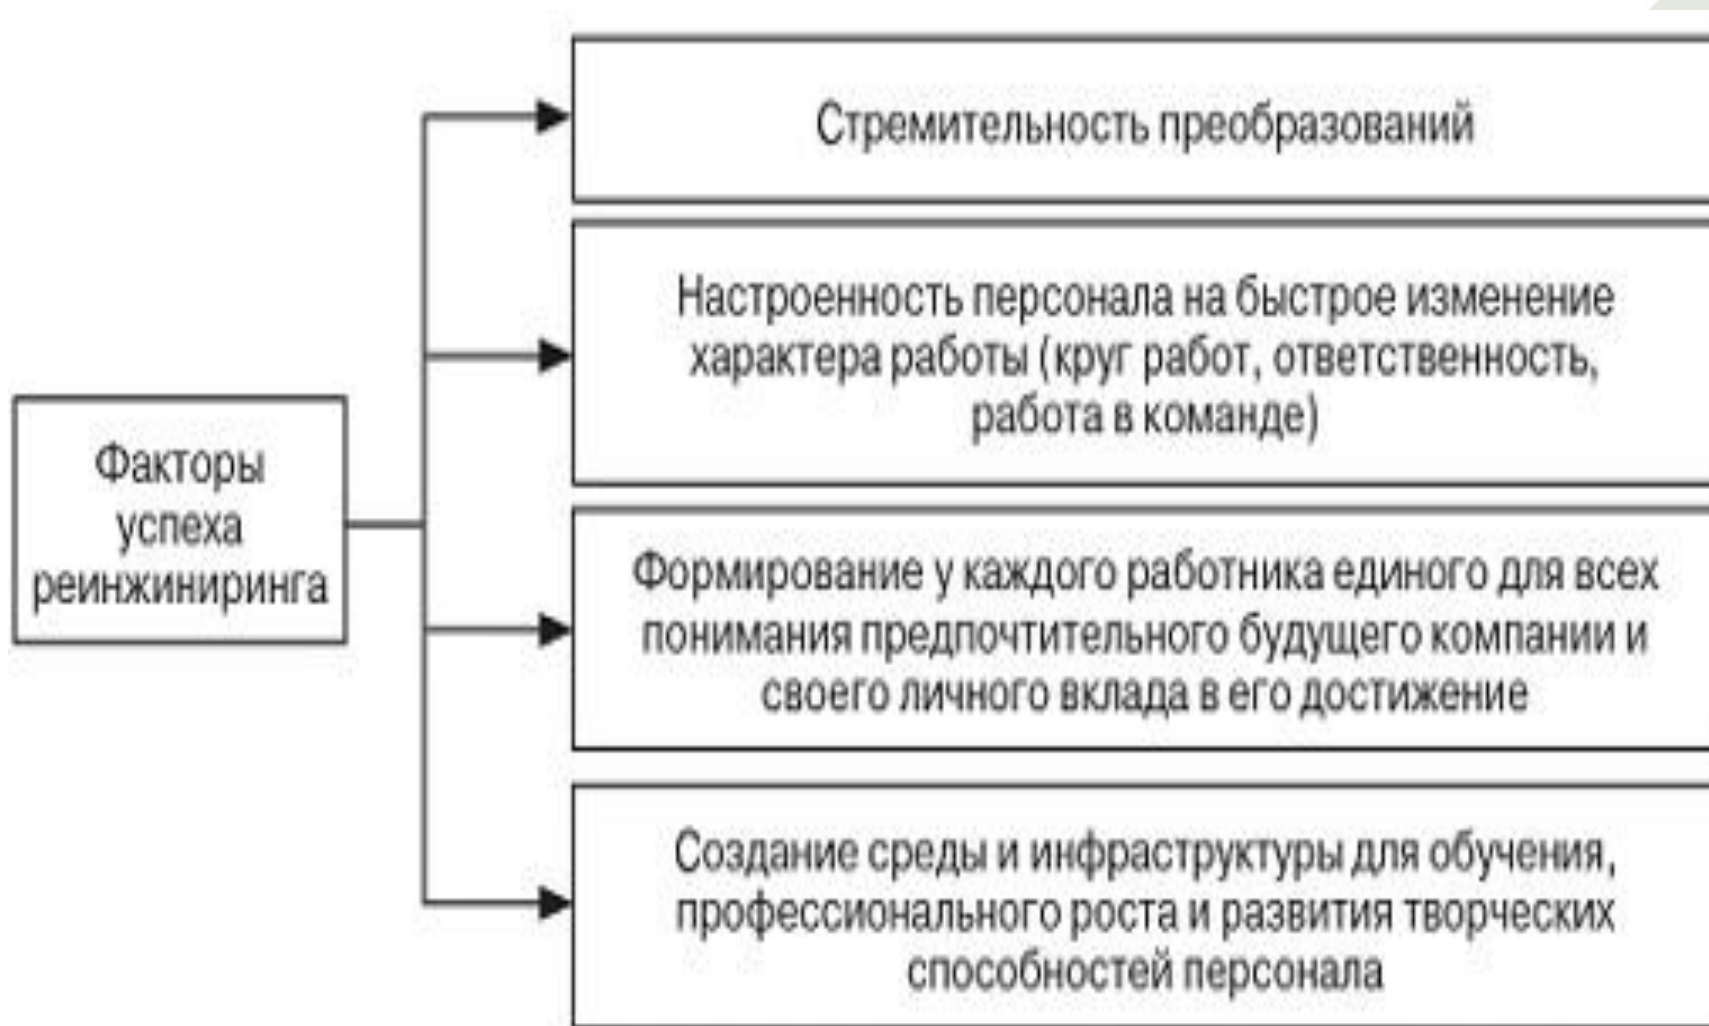 Стремительность преобразований
Настроенность персонала на быстрое изменение
характера работы (круг работ, ответственность,
работа в команде)
Факторы
успеха
реинжиниринга
Формирование у каждого работника единого для всех
понимания предпочтительного будущего компании и
своего личного вклада в его достижение
Создание среды и инфраструктуры для обучения,
профессионального роста и развития творческих
способностей персонала